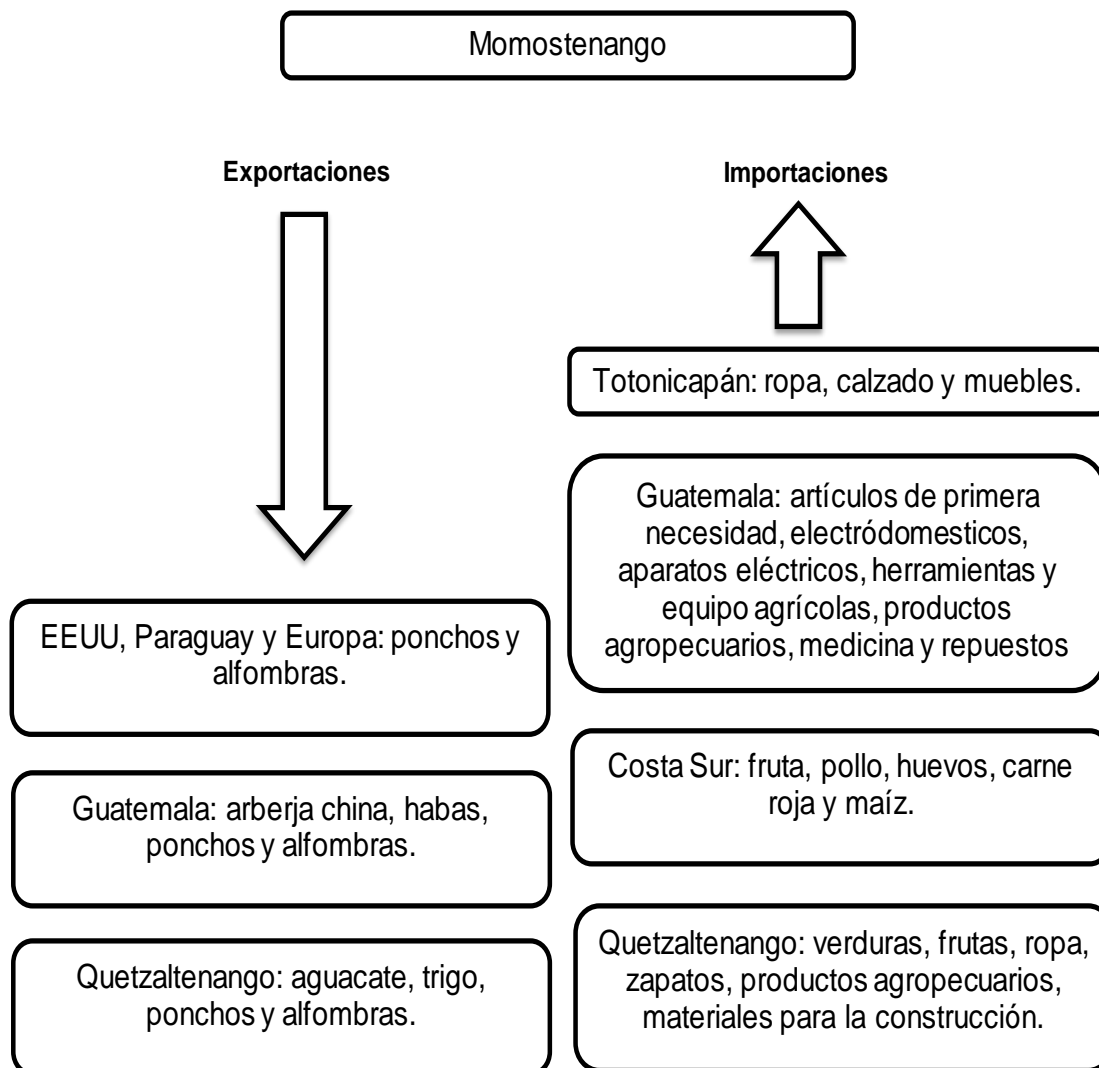 Momostenango
Exportaciones
Importaciones
EEUU, Paraguay y Europa: ponchos y
alfombras.
Guatemala: arberja china, habas,
ponchos y alfombras.
Quetzaltenango: aguacate, trigo,
ponchos y alfombras.
Totonicapán: ropa, calzado y muebles.
Guatemala: artículos de primera
necesidad, electródomesticos,
aparatos eléctricos, herramientas y
equipo agrícolas, productos
agropecuarios, medicina y repuestos
Costa Sur: fruta, pollo, huevos, carne
roja y maíz.
Quetzaltenango: verduras, frutas, ropa,
zapatos, productos agropecuarios,
materiales para la construcción.